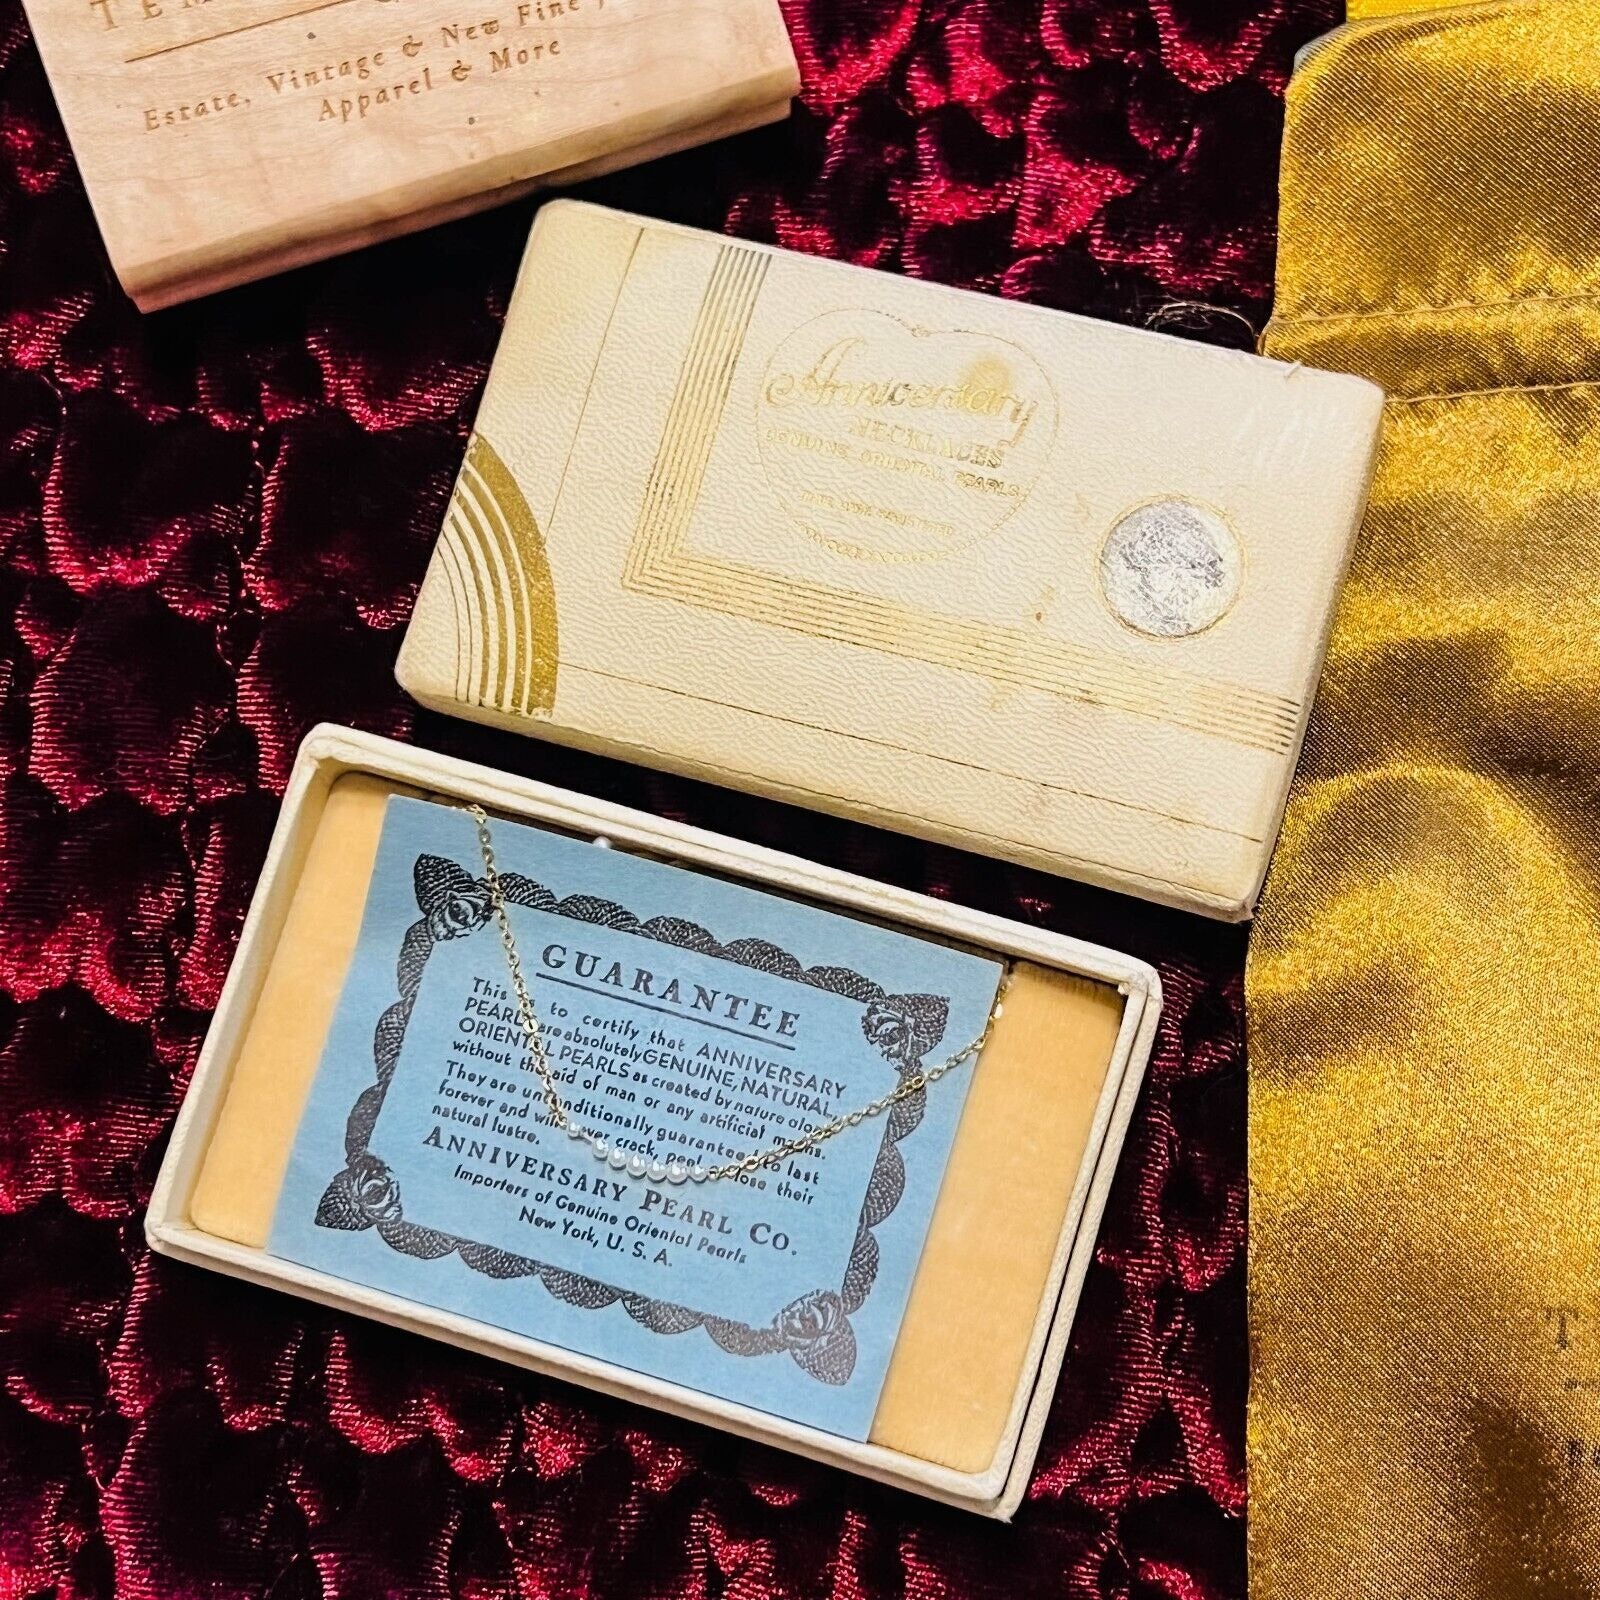 Estate, Vintage & New Fine
Apparel & More
Anniversary
NECKLACES
GENUINE ORIENTAL PEARLS
GUARANTEE
This is to certify that ANNIVERSARY
PEARLS are absolutely GENUINE, NATURAL,
ORIENTAL PEARLS as created by nature alone
without the aid of man or any artificial means.
They are unconditionally guaranteed to last
forever and will never crack, peel lose their
natural lustre.
ANNIVERSARY PEARL CO.
Importers of Genuine Oriental Pearls
New York, U. S. A.